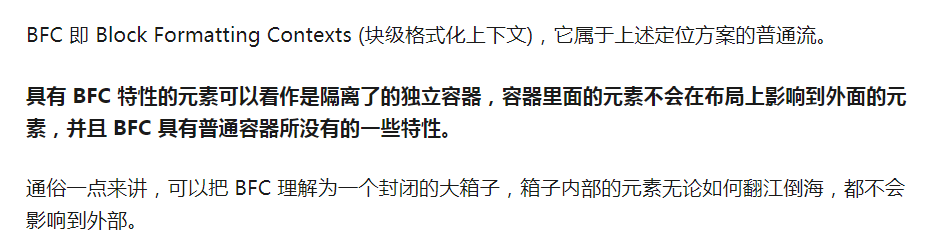 BFC 即 Block Formatting Contexts (块级格式化上下文)，它属于上述定位方案的普通流。
具有 BFC 特性的元素可以看作是隔离了的独立容器，容器里面的元素不会在布局上影响到外面的元
素，并且 BFC 具有普通容器所没有的一些特性。
通俗一点来讲，可以把 BFC 理解为一个封闭的大箱子，箱子内部的元素无论如何翻江倒海，都不会
影响到外部。